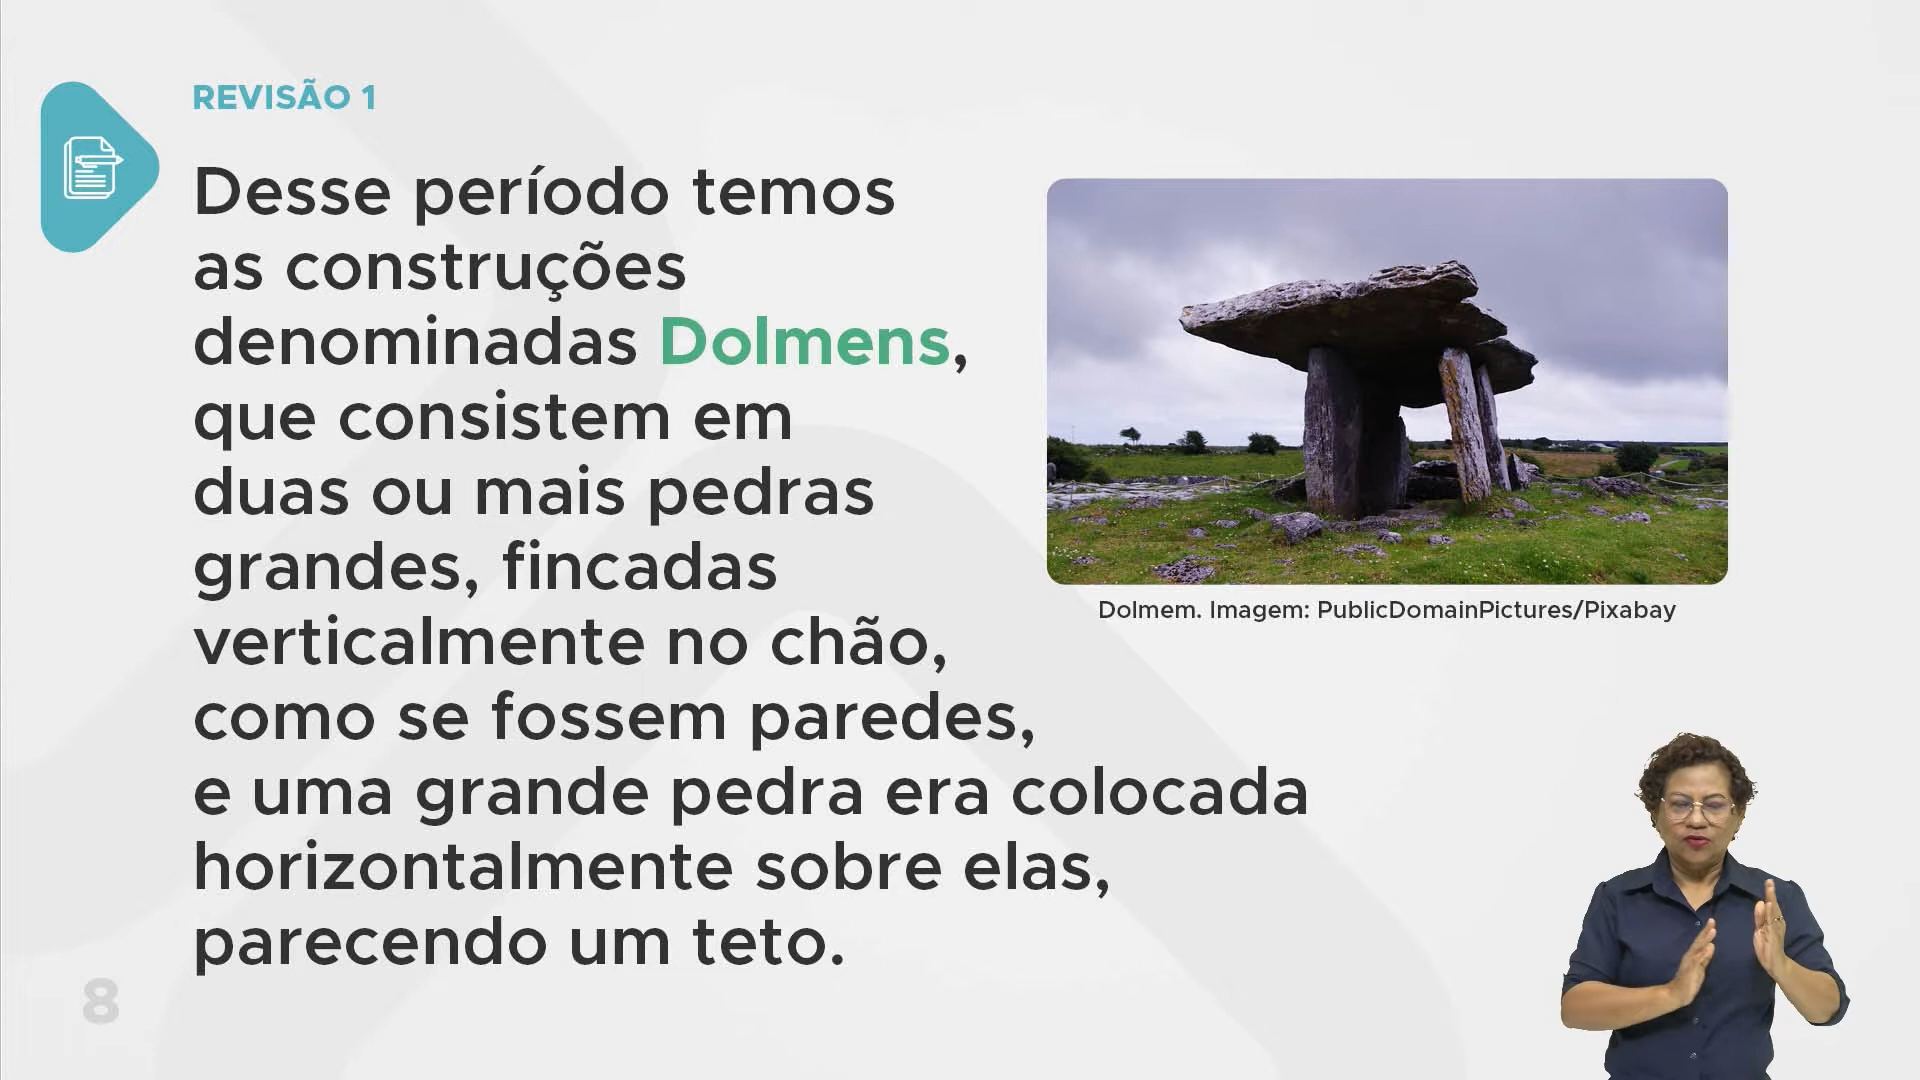 REVISÃO 1
Desse período temos
as construções
denominadas Dolmens,
que consistem em
duas ou mais pedras
grandes, fincadas
verticalmente no chão,
como se fossem paredes,
e uma grande pedra era colocada
horizontalmente sobre elas,
parecendo um teto.
Dolmem. Imagem: PublicDomainPictures/Pixabay
8